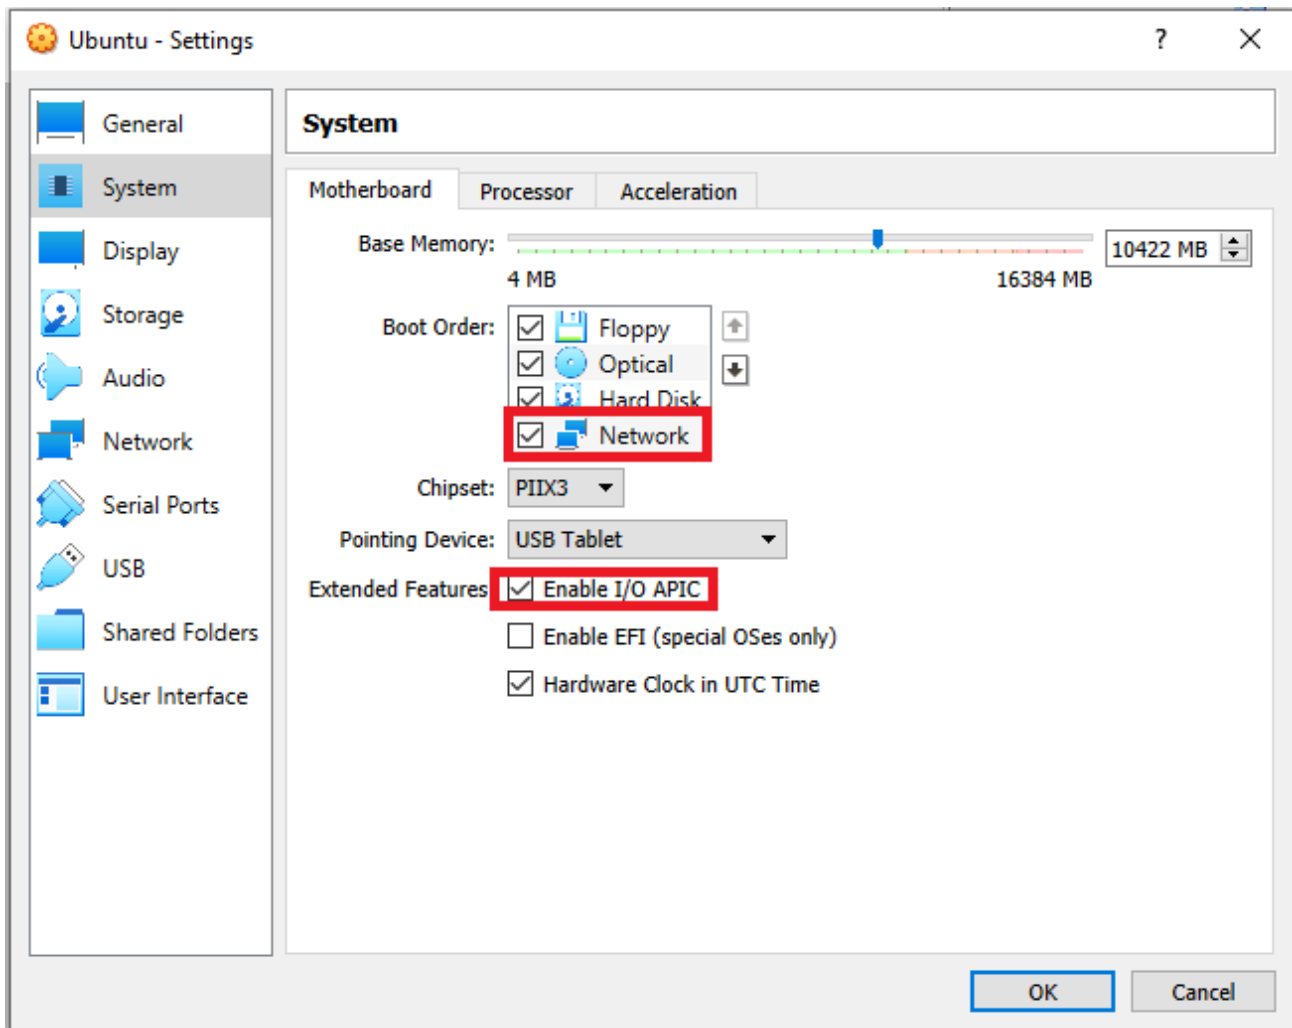 Ubuntu - Settings
?
General
System
Display
Storage
Audio
Network
Serial Ports
USB
Shared Folders
User Interface
System
Motherboard
Processor
Acceleration
Base Memory:
10422 MB
4 MB
16384 MB
Boot Order:
Floppy
Optical
Hard Disk
Network
Chipset:
PIIX3
Pointing Device:
USB Tablet
Extended Features
Enable I/O APIC
Enable EFI (special OSes only)
Hardware Clock in UTC Time
OK
Cancel